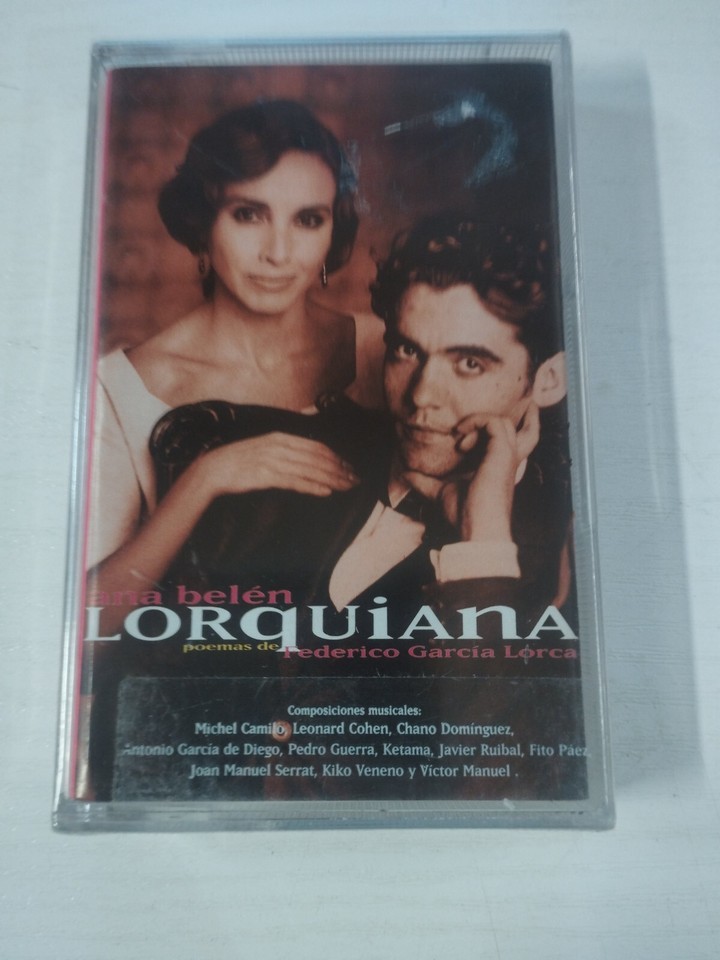 ana belén
LORQUIANA
poemas de Federico García Lorca
Composiciones musicales:
Michel Camilo, Leonard Cohen, Chano Domínguez,
Antonio García de Diego, Pedro Guerra, Ketama, Javier Ruibal, Fito Páez,
Joan Manuel Serrat, Kiko Veneno y Víctor Manuel .